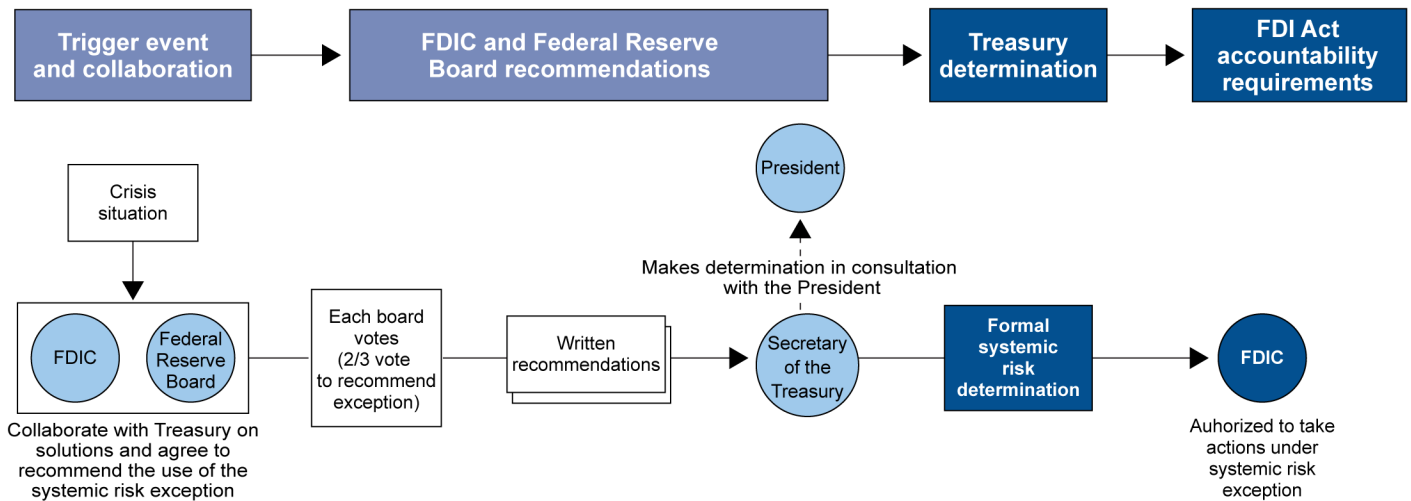 Trigger event
and collaboration
FDIC and Federal Reserve
Board recommendations
Treasury
determination
FDI Act
accountability
requirements
Crisis
situation
FDIC
Federal
Reserve
Board
Collaborate with Treasury on
solutions and agree to
recommend the use of the
systemic risk exception
Each board
votes
(2/3 vote
to recommend
exception)
Written
recommendations
President
Makes determination in consultation
with the President
Secretary
of the
Treasury
Formal
systemic
risk
determination
FDIC
Auhorized to take
actions under
systemic risk
exception